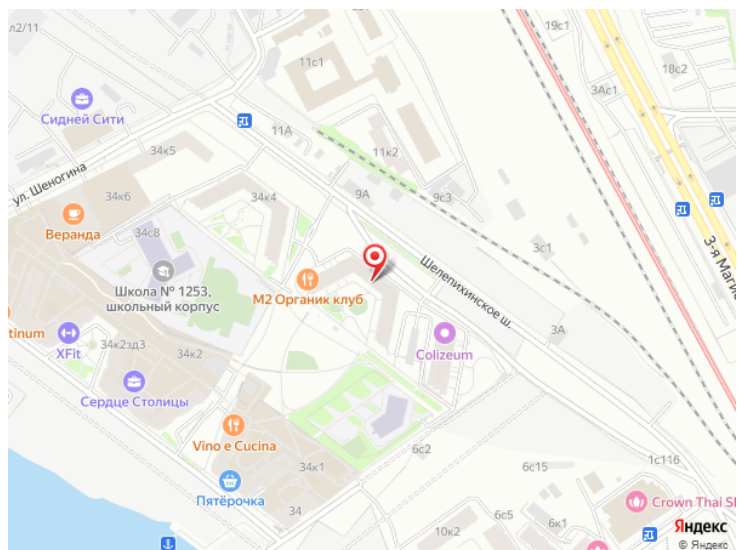 л2/11
19с1
11с1
18с2
3Ас1
Сидней Сити
11А
34к5
11к2
ул. Шеногина
34к6
34к4
9А
9с3
Веранда
34с8
3с1
3-я Маги
Школа № 1253,
школьный корпус
М2 Органик клуб
Шелепихинское ш.
tinum
XFit
34к2зд3
34к2
Colizeum
3А
Сердце Столицы
Vino e Cucina
6с2
34к1
1с116
6с15
Пятёрочка
34
6с5
Crown Thai S
10к2
6к1
Яндекс
© Яндекс